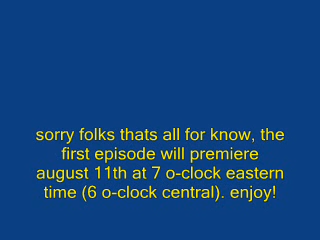 sorry folks thats all for know, the
first episode will premiere
august 11th at 7 o-clock eastern
time (6 o-clock central). enjoy!